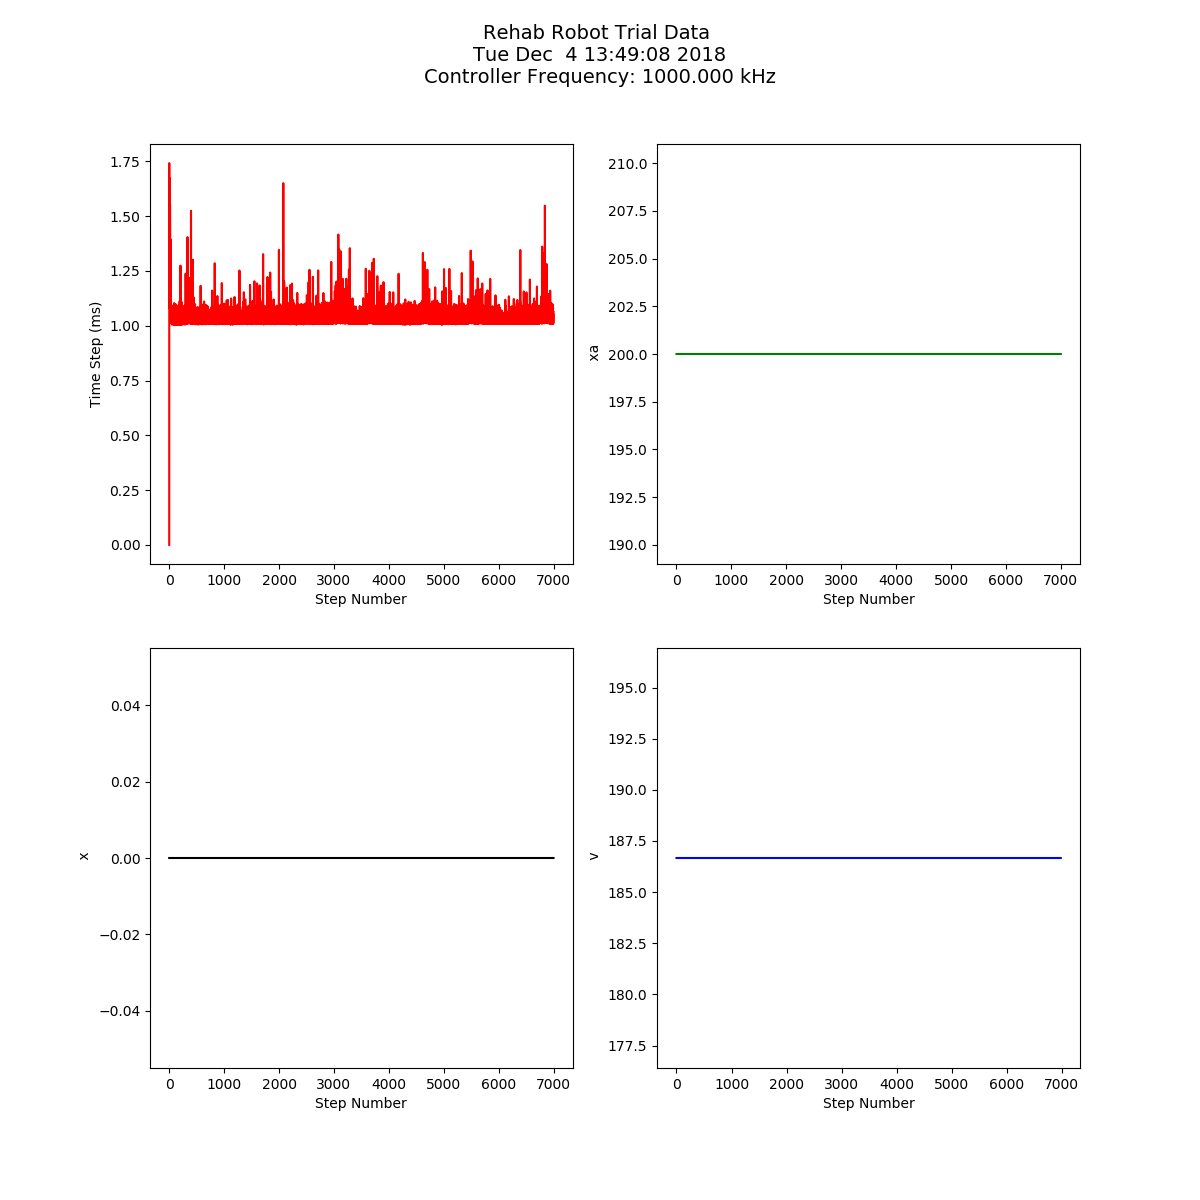 Rehab Robot Trial Data
Tue Dec  4 13:49:08 2018
Controller Frequency: 1000.000 kHz
1.75
1.50
1.25
1.00
0.75
0.50
0.25
0.00
Time Step (ms)
0 1000 2000 3000 4000 5000 6000 7000
Step Number
210.0
207.5
205.0
202.5
200.0
197.5
195.0
192.5
190.0
xa
0 1000 2000 3000 4000 5000 6000 7000
Step Number
0.04
0.02
0.00
−0.02
−0.04
x
0 1000 2000 3000 4000 5000 6000 7000
Step Number
195.0
192.5
190.0
187.5
185.0
182.5
180.0
177.5
v
0 1000 2000 3000 4000 5000 6000 7000
Step Number